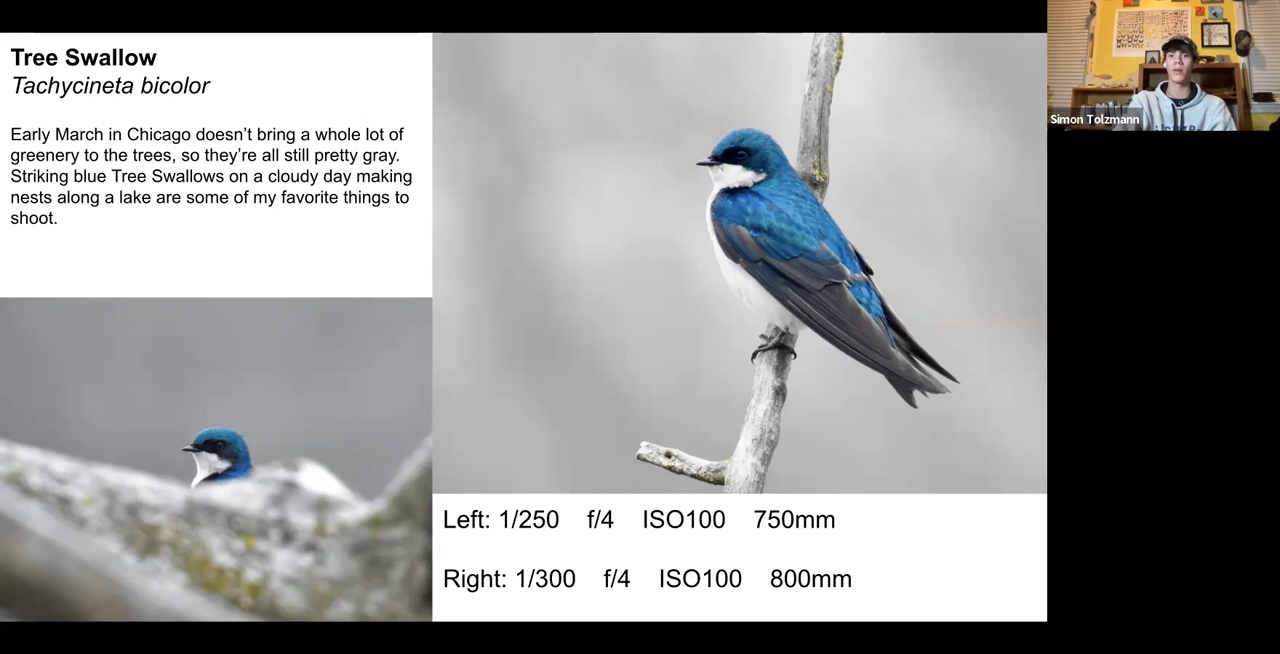 Tree Swallow
Tachycineta bicolor
Early March in Chicago doesn’t bring a whole lot of
greenery to the trees, so they’re all still pretty gray.
Striking blue Tree Swallows on a cloudy day making
nests along a lake are some of my favorite things to
shoot.
Left: 1/250 f/4 ISO100 750mm
Right: 1/300 f/4 ISO100 800mm
Simon Tolzmann